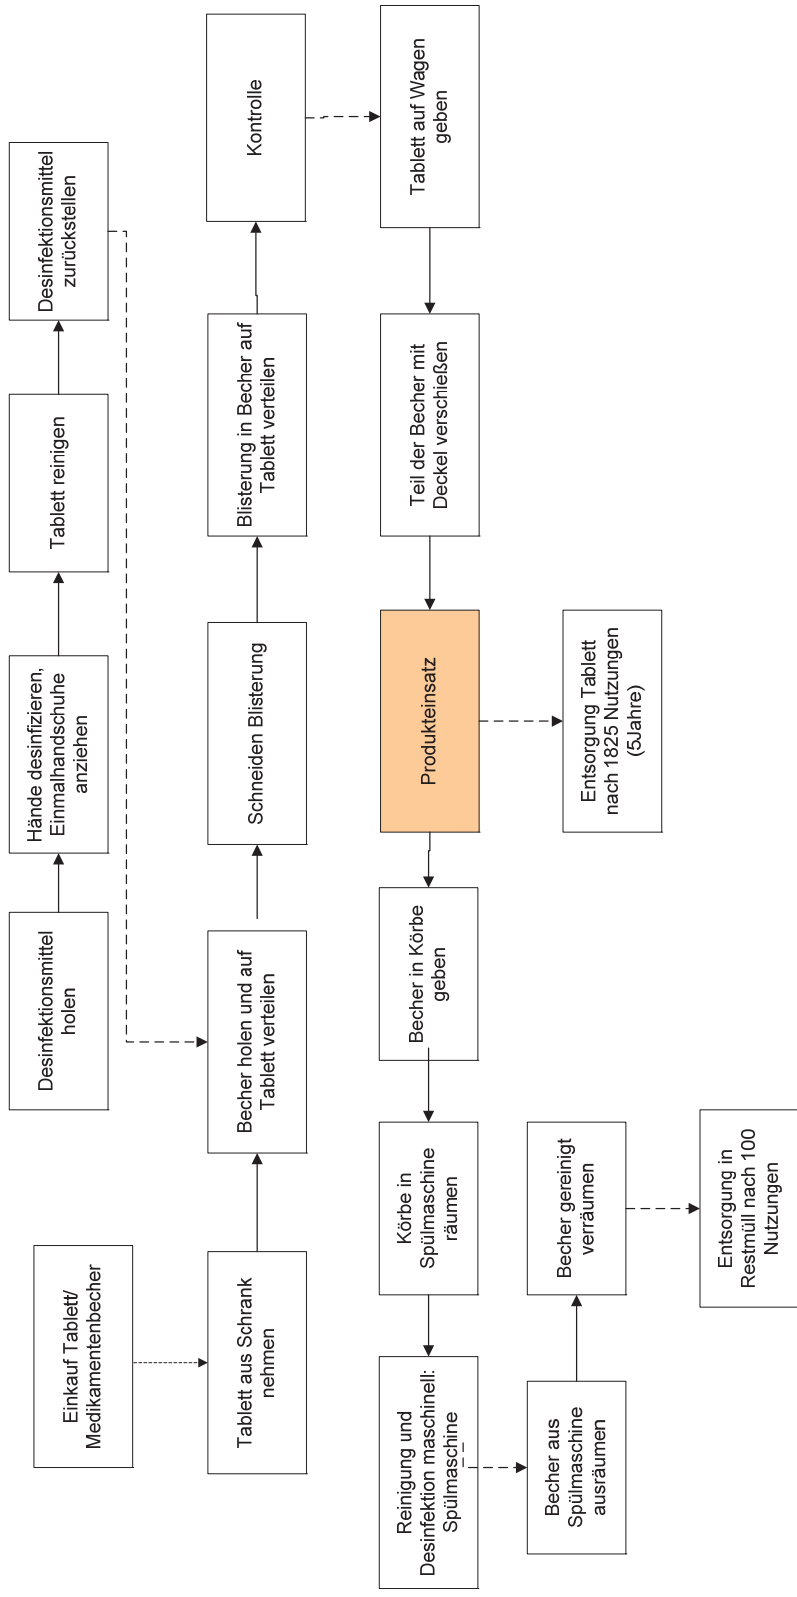 Desinfektionsmittel
holen
Hände desinfizieren,
Einmalhandschuhe
anziehen
Tablett reinigen
Desinfektionsmittel
zurückstellen
Einkauf Tablett/
Medikamentenbecher
Tablett aus Schrank
nehmen
Becher holen und auf
Tablett verteilen
Schneiden Blisterung
Blisterung in Becher auf
Tablett verteilen
Kontrolle
Tablett auf Wagen
geben
Teil der Becher mit
Deckel verschießen
Produkteinsatz
Entsorgung Tablett
nach 1825 Nutzungen
(5Jahre)
Becher in Körbe
geben
Körbe in
Spülmaschine
räumen
Reinigung und
Desinfektion maschinell:
Spülmaschine
Becher aus
Spülmaschine
ausräumen
Becher gereinigt
verräumen
Entsorgung in
Restmüll nach 100
Nutzungen